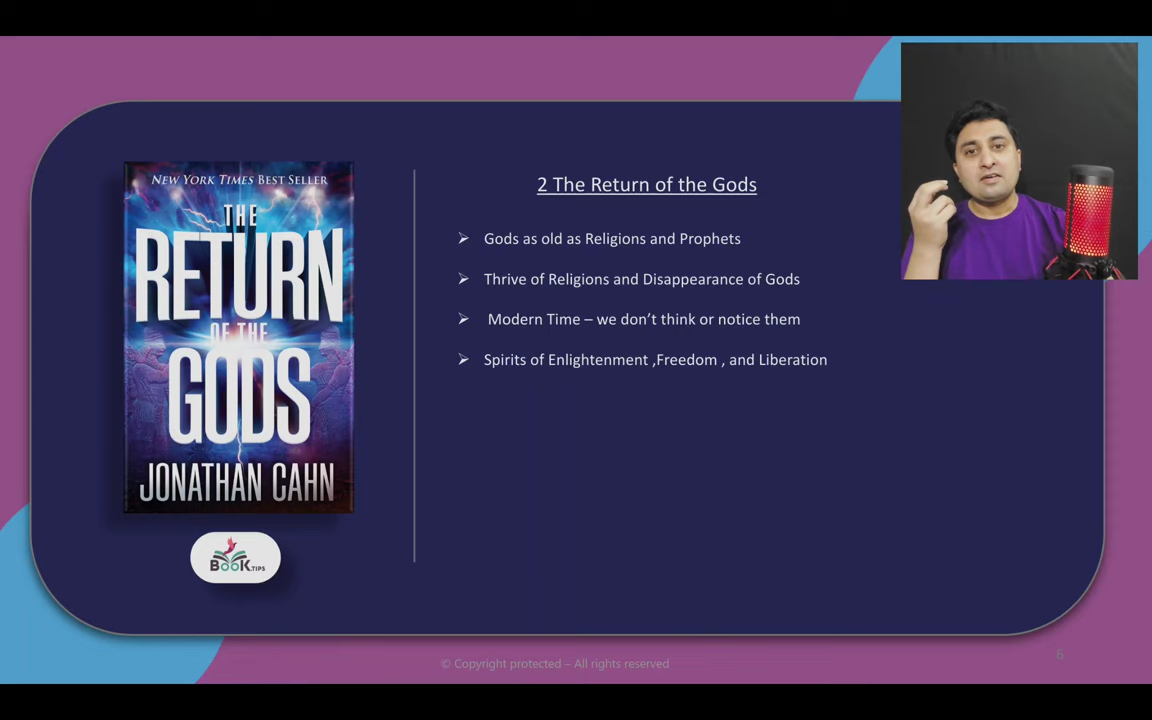 NEW YORK TIMES BEST SELLER
THE
RETURN
OF THE
GODS
JONATHAN CAHN
BOOK.TIPS
2 The Return of the Gods
Gods as old as Religions and Prophets
Thrive of Religions and Disappearance of Gods
Modern Time – we don’t think or notice them
Spirits of Enlightenment ,Freedom , and Liberation
© Copyright protected – All rights reserved
6